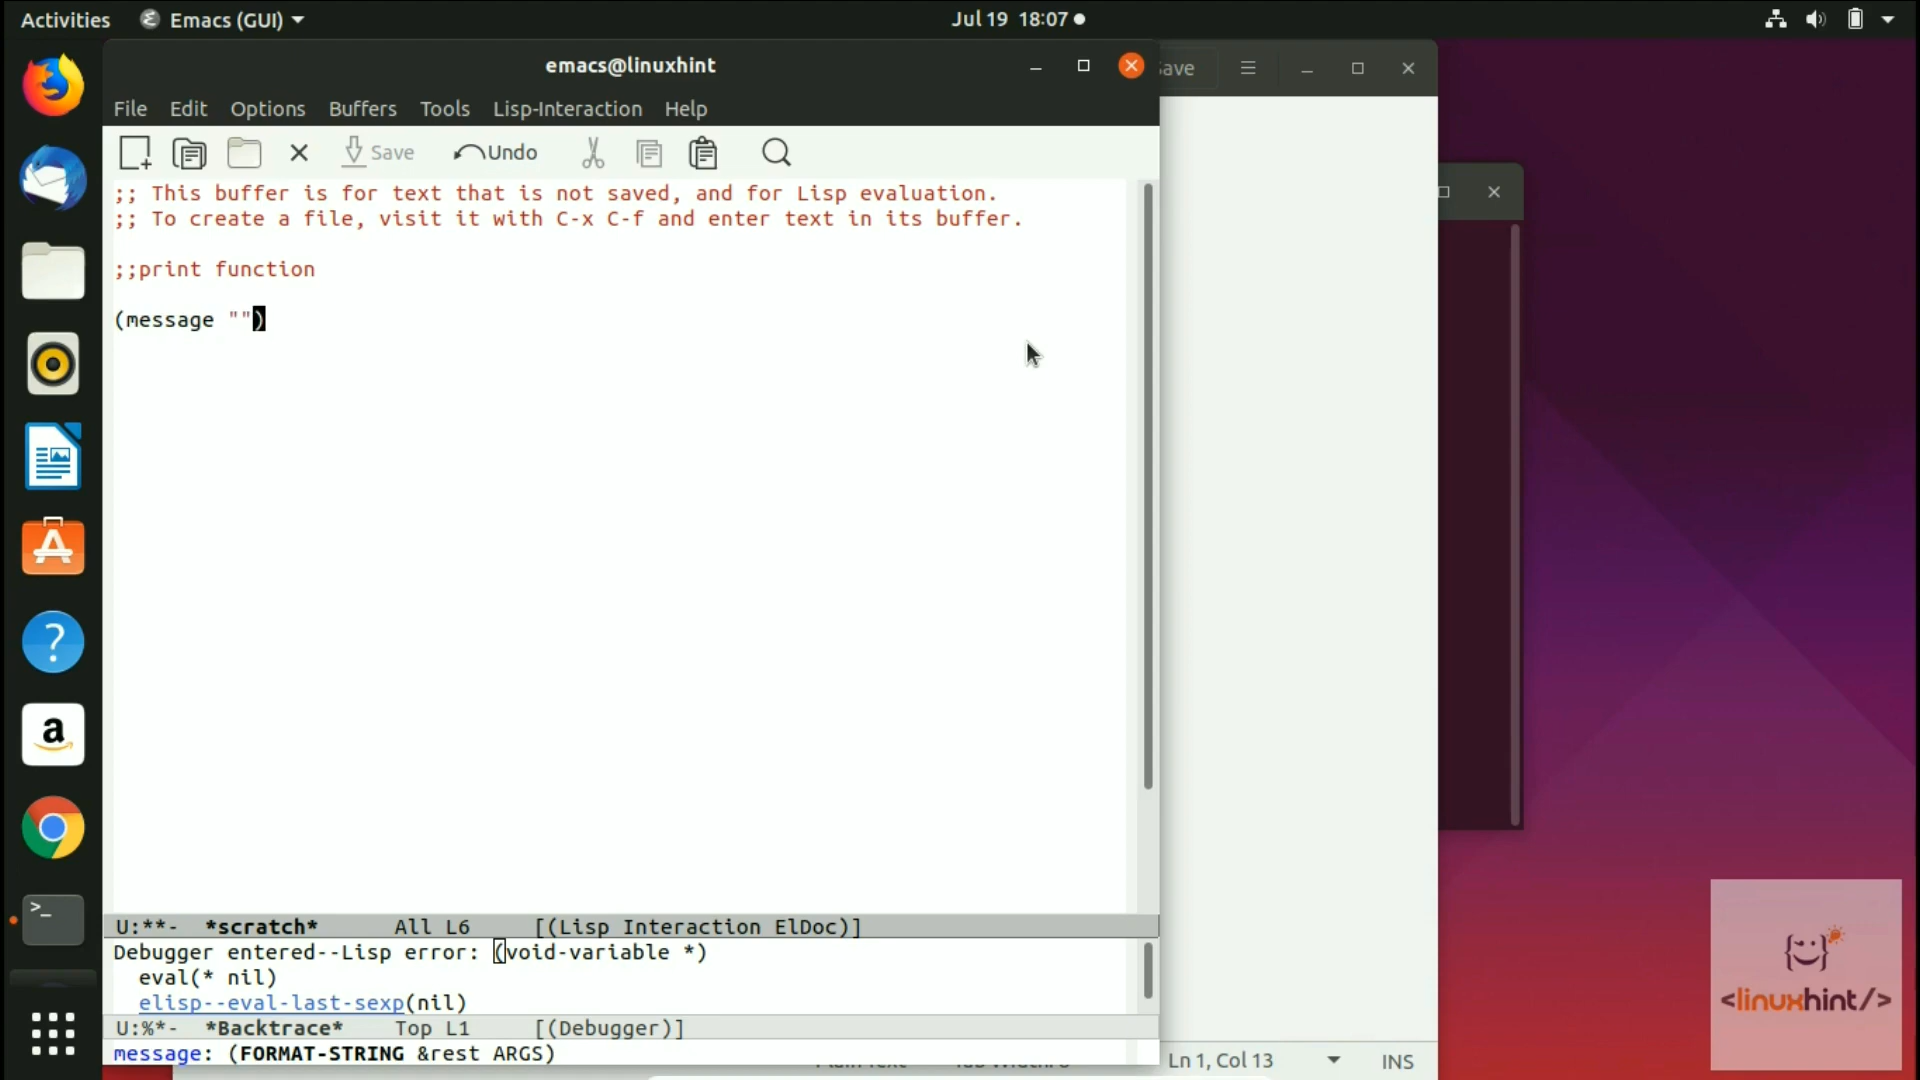 Activities Emacs (GUI) Jul 19 18:07
emacs@linuxhint
Save
File Edit Options Buffers Tools Lisp-Interaction Help
Save Undo
;; This buffer is for text that is not saved, and for Lisp evaluation.
;; To create a file, visit it with C-x C-f and enter text in its buffer.
;;print function
(message "")
U:**- *scratch* All L6 [(Lisp Interaction ElDoc)]
Debugger entered--Lisp error: (void-variable *)
eval(* nil)
elisp--eval-last-sexp(nil)
U:%*- *Backtrace* Top L1 [(Debugger)]
message: (FORMAT-STRING &rest ARGS)
Ln 1, Col 13 INS
<linuxhint/>